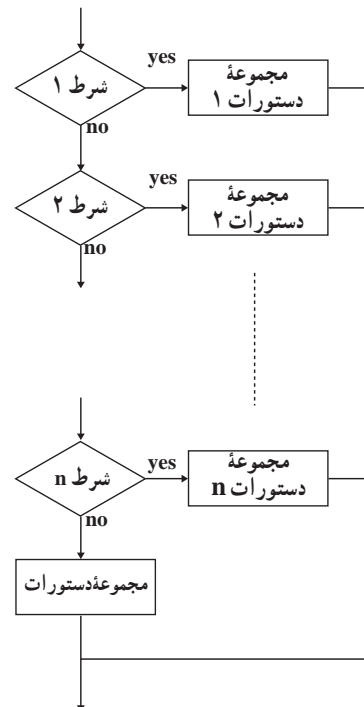 yes
شرط ۱
مجموعهٔ
دستورات ۱
no
yes
شرط ۲
مجموعهٔ
دستورات ۲
no
yes
شرط n
مجموعهٔ
دستورات n
no
مجموعهٔ دستورات